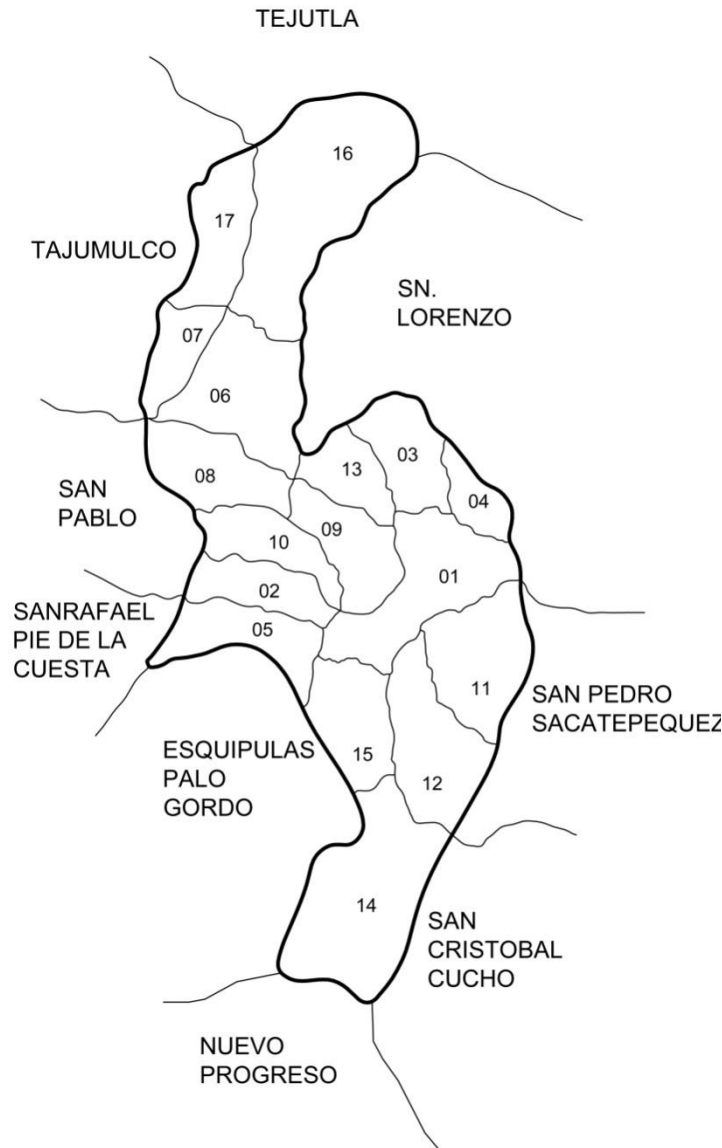 TEJUTLA
16
17
TAJUMULCO
SN.
LORENZO
07
06
03
13
08
04
SAN
PABLO
09
10
01
02
SANRAFAEL
PIE DE LA
CUESTA
05
11
SAN PEDRO
SACATEPEQUEZ
ESQUIPULAS
PALO
GORDO
15
12
14
SAN
CRISTOBAL
CUCHO
NUEVO
PROGRESO